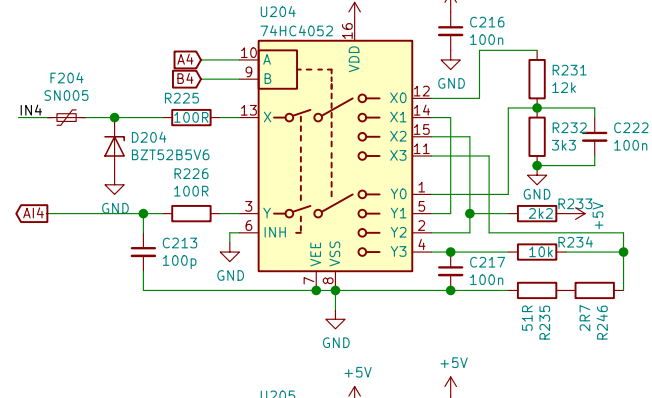 U204
74HC4052
16
VDD
C216
100n
GND
A4
10
A
B4
9
B
F204
SN005
IN4
R225
100R
13
X
D204
BZT52B5V6
R226
100R
GND
AI4
3
Y
6
INH
C213
100p
GND
VEE
VSS
7
8
GND
12
X0
14
X1
15
X2
11
X3
1
Y0
5
Y1
2
Y2
4
Y3
R231
12k
R232
3k3
C222
100n
GND
R233
2k2
+5V
R234
10k
C217
100n
51R
R235
2R7
R246
+5V
+5V
U205